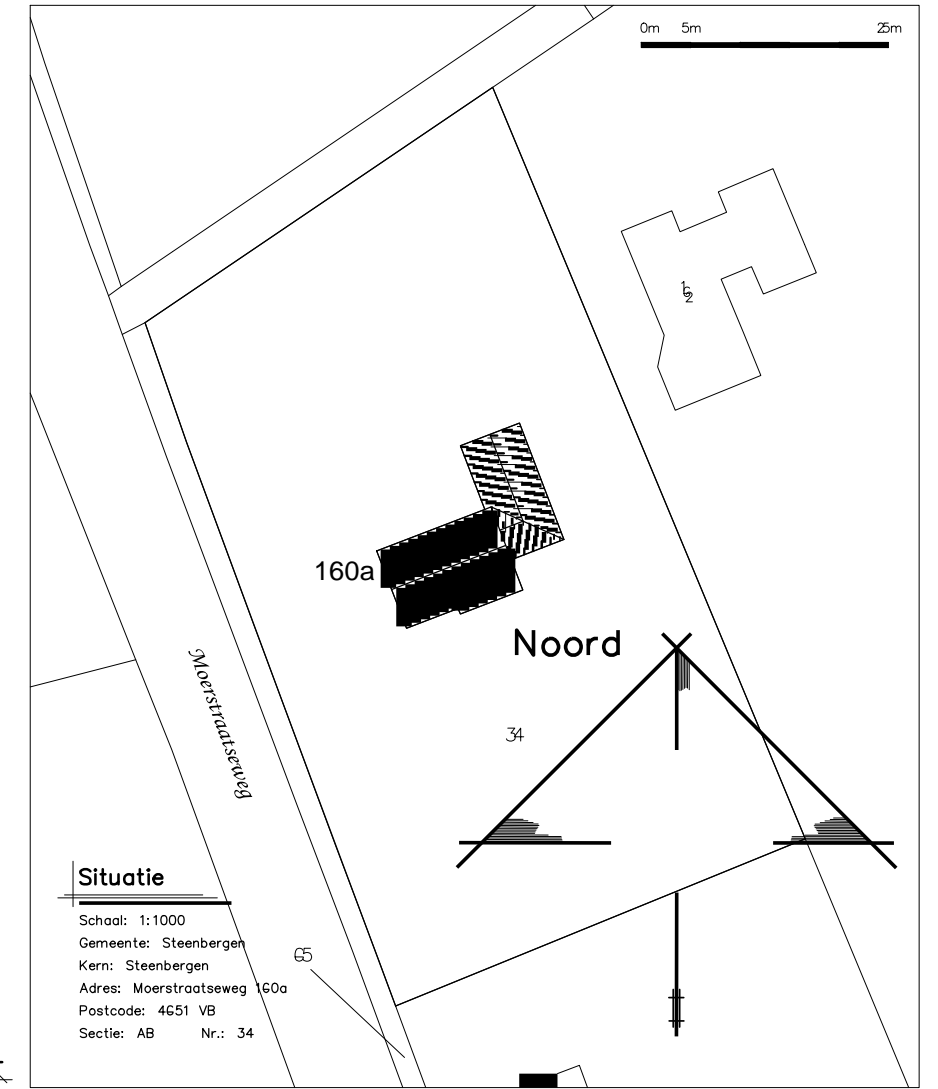 0m 5m 25m
162
160a
Noord
34
Moerstraatseweg
Situatie
Schaal: 1:1000
Gemeente: Steenbergen
Kern: Steenbergen
Adres: Moerstraatseweg 160a
Postcode: 4651 VB
Sectie: AB Nr.: 34
65